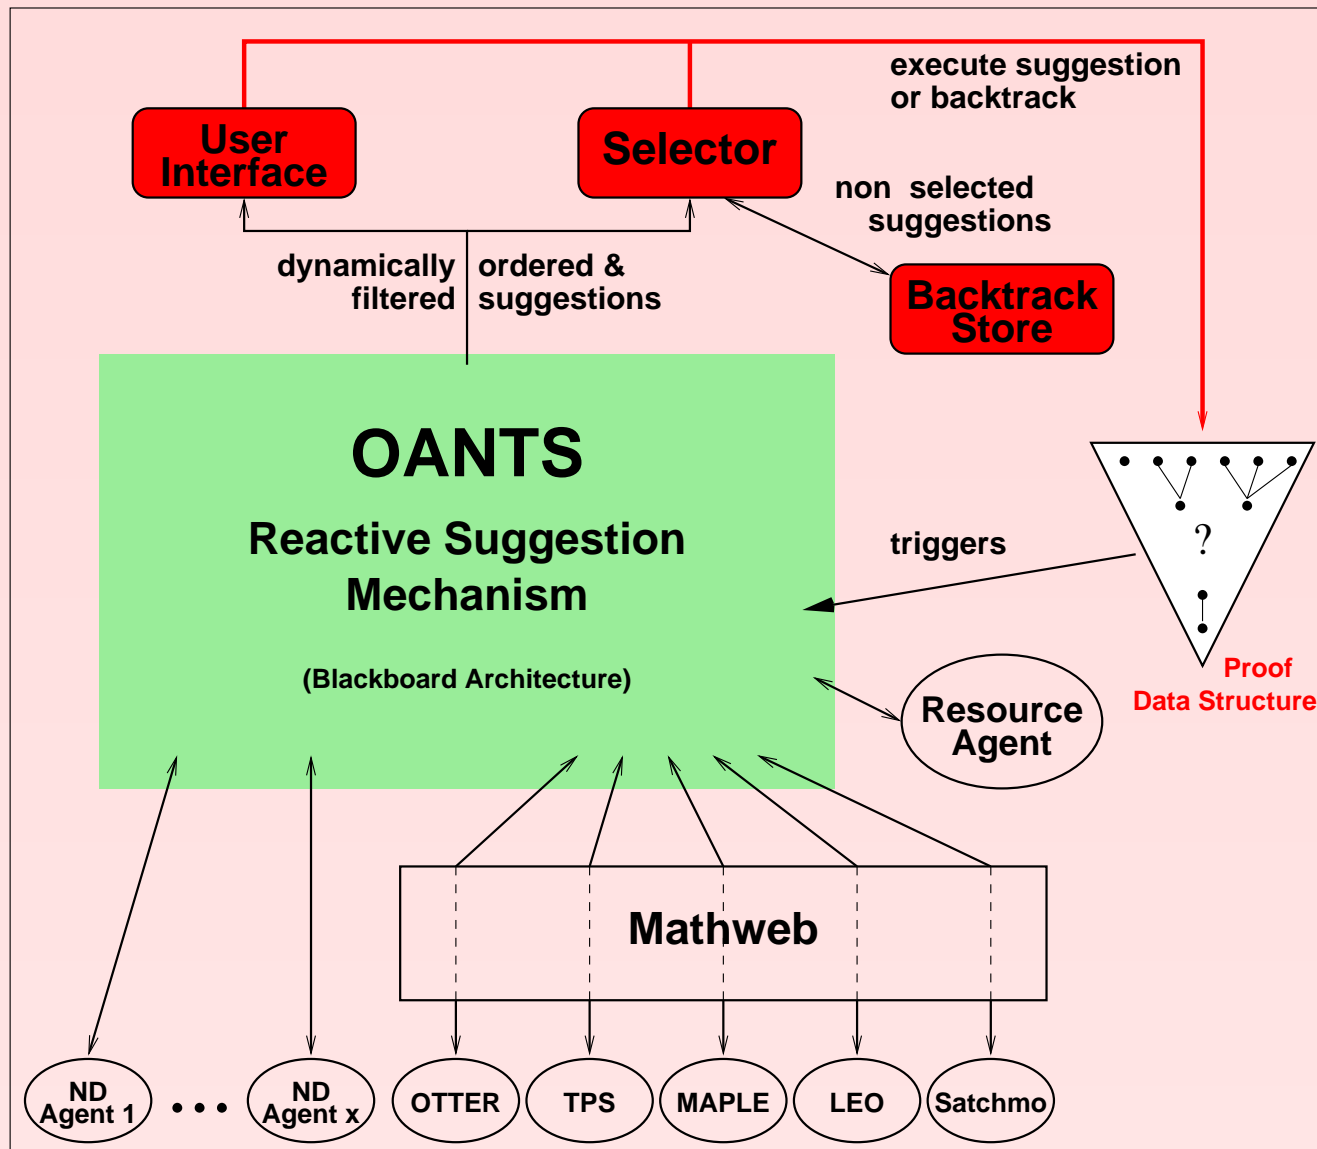 execute suggestion
or backtrack
User
Interface
Selector
non selected
suggestions
dynamically
filtered
ordered &
suggestions
Backtrack
Store
OANTS
Reactive Suggestion
Mechanism
(Blackboard Architecture)
triggers
?
Proof
Data Structure
Resource
Agent
Mathweb
ND
Agent 1
• • •
ND
Agent x
OTTER
TPS
MAPLE
LEO
Satchmo